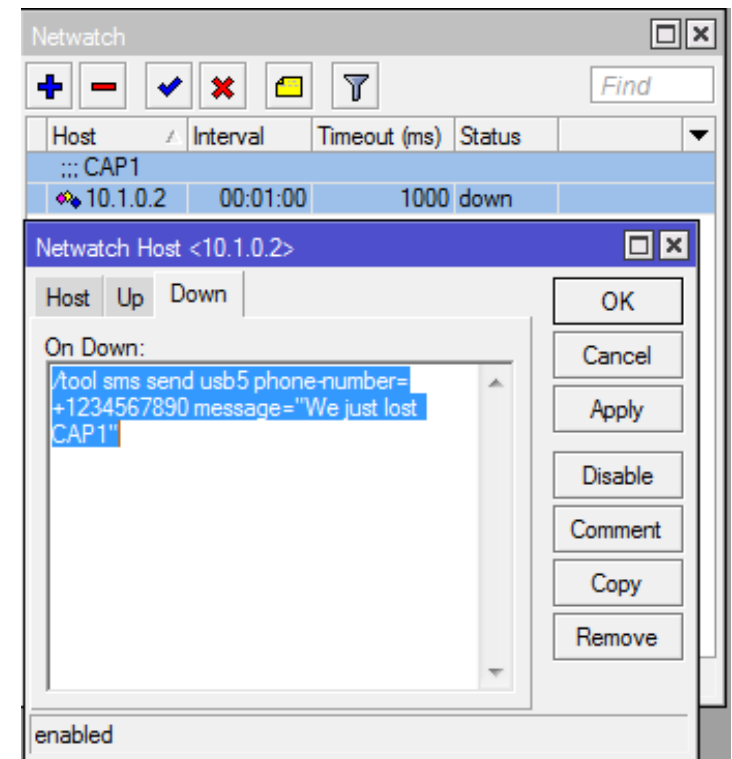 Netwatch
Find
Host Interval Timeout (ms) Status
;;; CAP1
10.1.0.2 00:01:00 1000 down
Netwatch Host <10.1.0.2>
Host Up Down
OK
On Down:
Cancel
/tool sms send usb5 phone-number=
+1234567890 message="We just lost
CAP1"
Apply
Disable
Comment
Copy
Remove
enabled